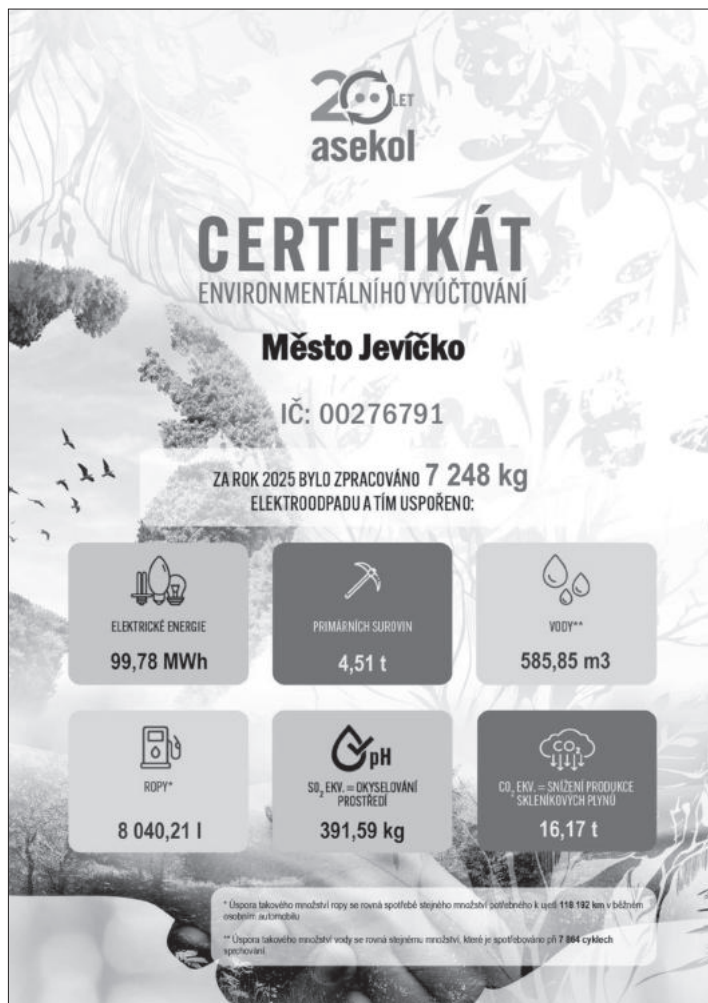 20 LET
asekol
CERTIFIKÁT
ENVIRONMENTÁLNÍHO VYÚČTOVÁNÍ
Město Jevíčko
IČ: 00276791
ZA ROK 2025 BYLO ZPRACOVÁNO 7 248 kg
ELEKTROODPADU A TÍM USPOŘENO:
ELEKTRICKÉ ENERGIE
99,78 MWh
PRIMÁRNÍCH SUROVIN
4,51 t
VODY**
585,85 m3
ROPY*
8 040,21 l
pH
SO₂ EKV. = OKYSELOVÁNÍ
PROSTŘEDÍ
391,59 kg
CO₂
CO₂ EKV. = SNÍŽENÍ PRODUKCE
SKLENÍKOVÝCH PLYNŮ
16,17 t
* Úspora takového množství ropy se rovná spotřebě stejného množství potřebného k ujetí 118 192 km v běžném
osobním automobilu
** Úspora takového množství vody se rovná stejnému množství, které je spotřebováno při 7 864 cyklech
sprchování.